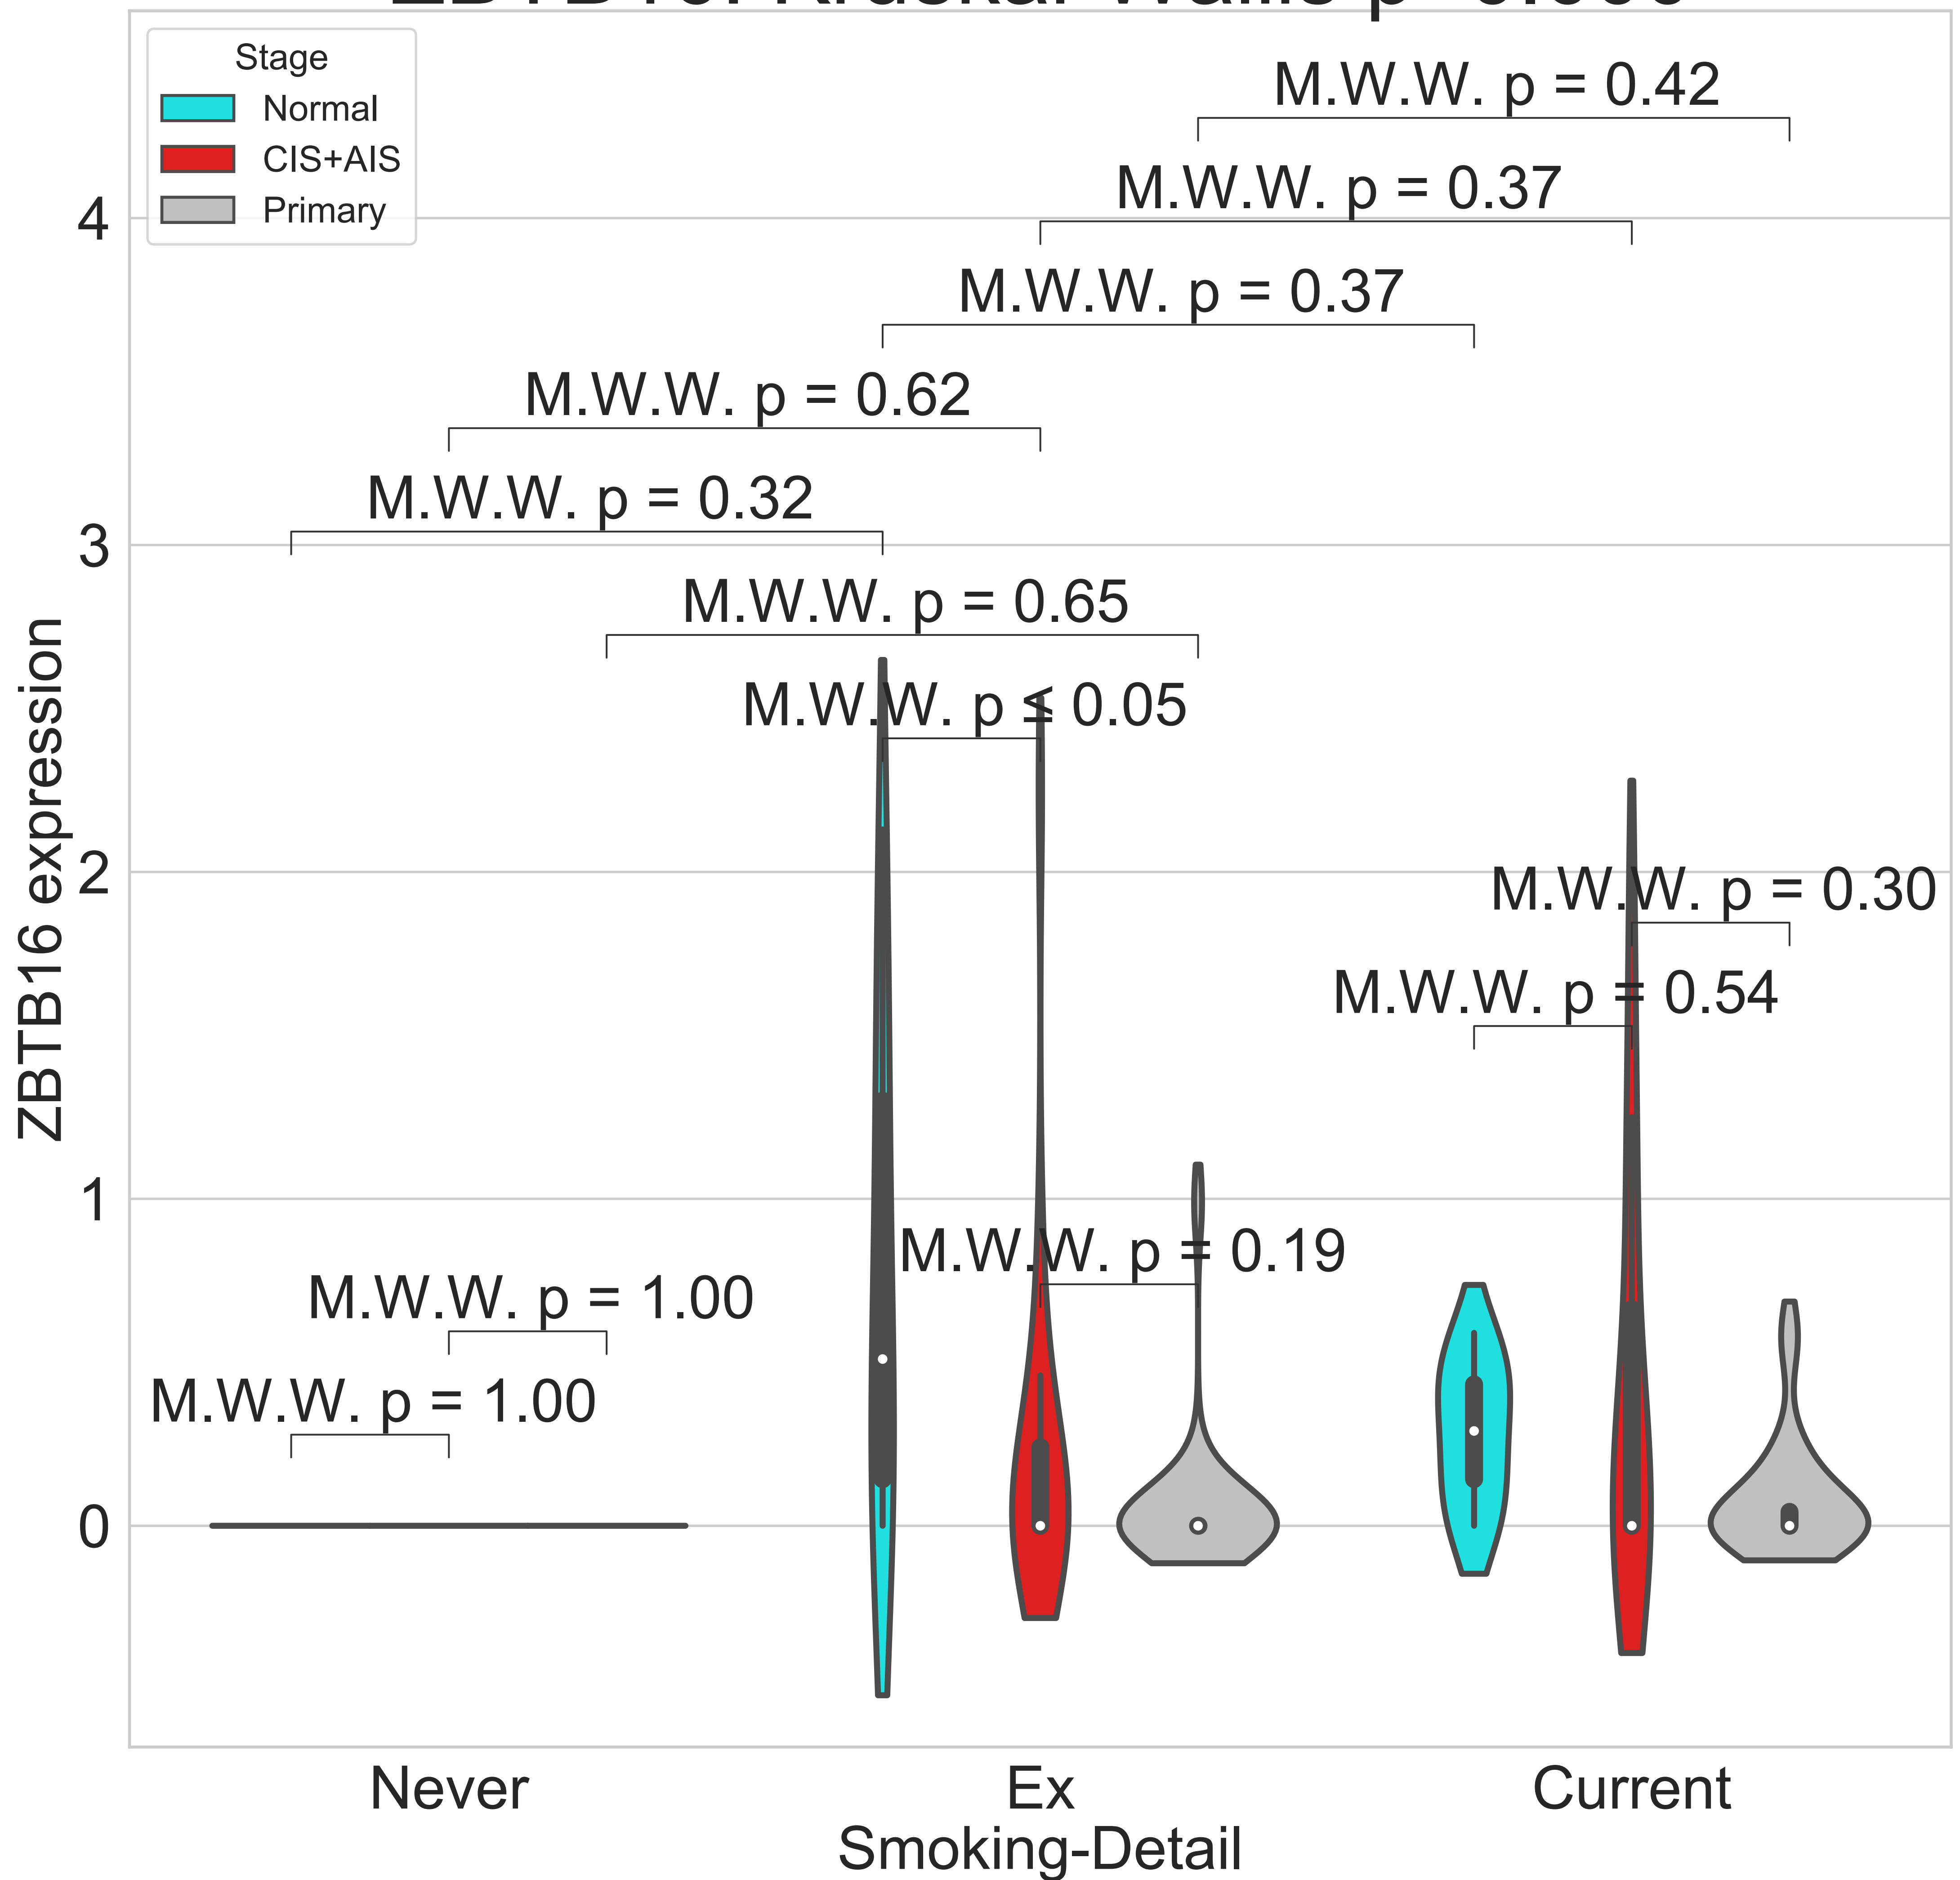 Stage
Normal
CIS+AIS
Primary
M.W.W. p = 0.42
M.W.W. p = 0.37
M.W.W. p = 0.37
M.W.W. p = 0.62
M.W.W. p = 0.32
M.W.W. p = 0.65
M.W.W. p ≤ 0.05
M.W.W. p = 0.30
M.W.W. p = 0.54
M.W.W. p = 0.19
M.W.W. p = 1.00
M.W.W. p = 1.00
ZBTB16 expression
4
3
2
1
0
Never
Ex
Current
Smoking-Detail